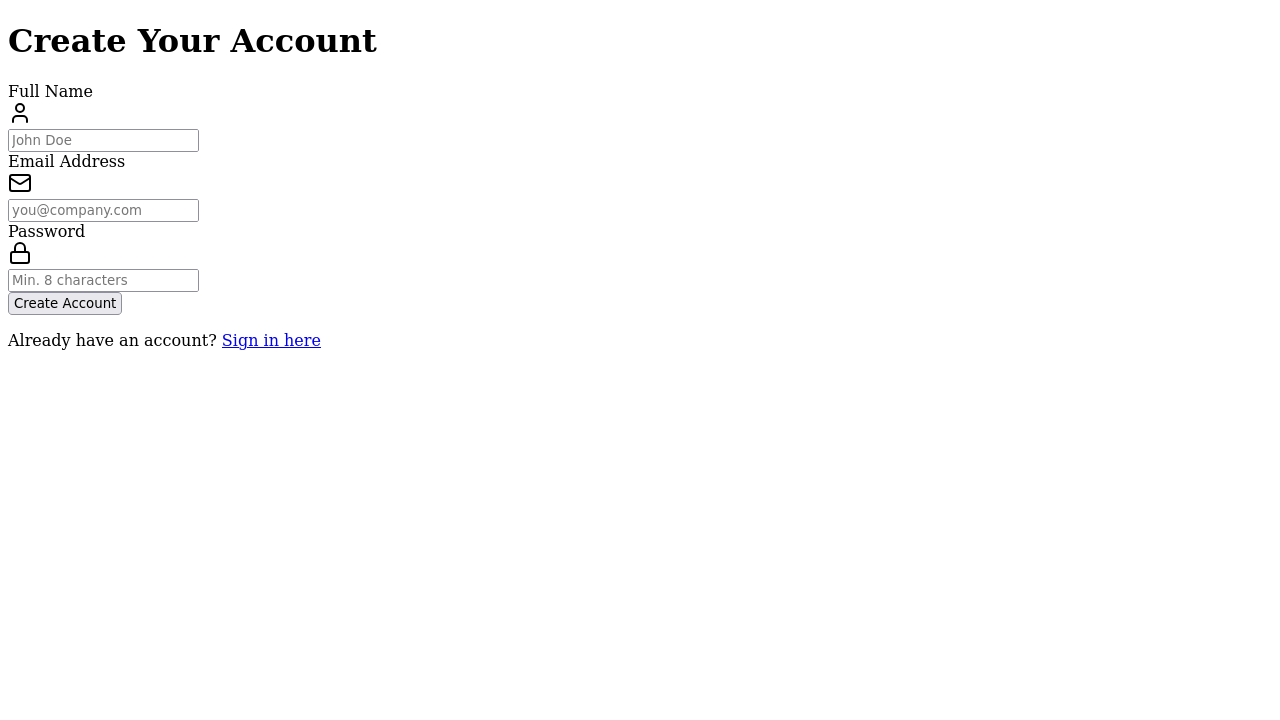 Create Your Account
Full Name
John Doe
Email Address
you@company.com
Password
Min. 8 characters
Create Account
Already have an account? Sign in here